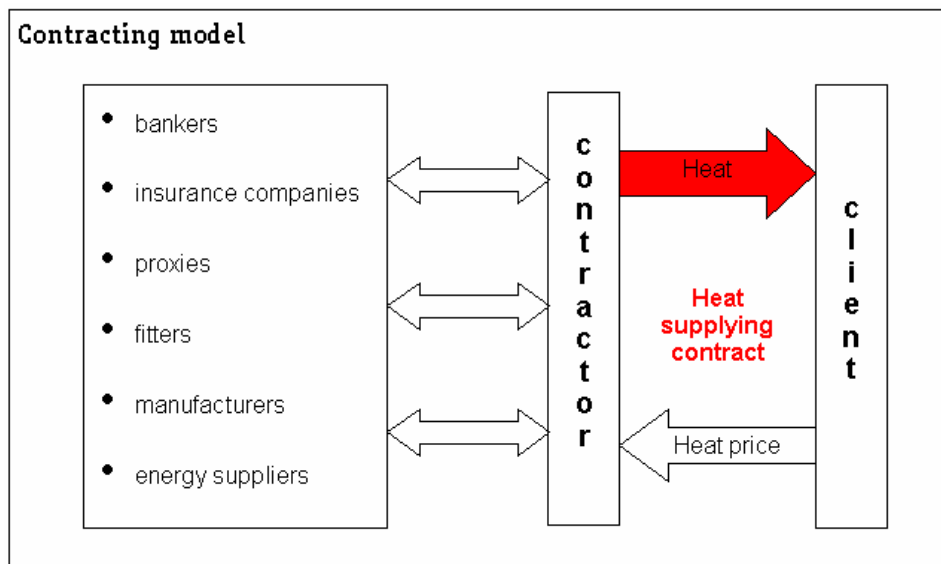 Contracting model
• bankers
• insurance companies
• proxies
• fitters
• manufacturers
• energy suppliers
contractor
Heat
Heat
supplying
contract
Heat price
client